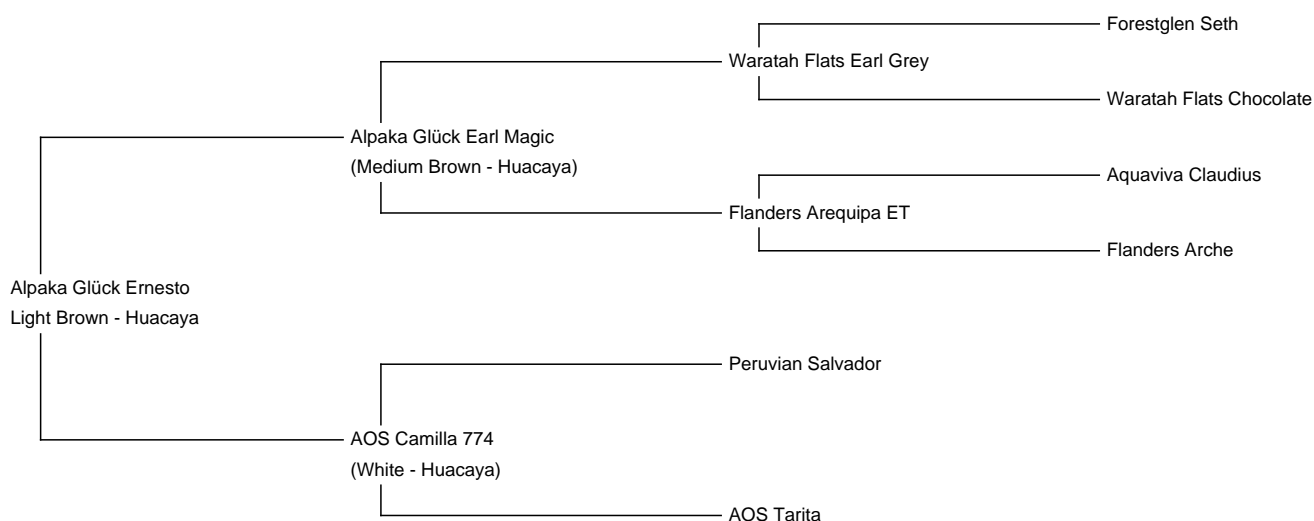 Forestglen Seth
Waratah Flats Earl Grey
Waratah Flats Chocolate
Alpaka Glück Earl Magic
(Medium Brown - Huacaya)
Aquaviva Claudius
Flanders Arequipa ET
Flanders Arche
Alpaka Glück Ernesto
Light Brown - Huacaya
Peruvian Salvador
AOS Camilla 774
(White - Huacaya)
AOS Tarita